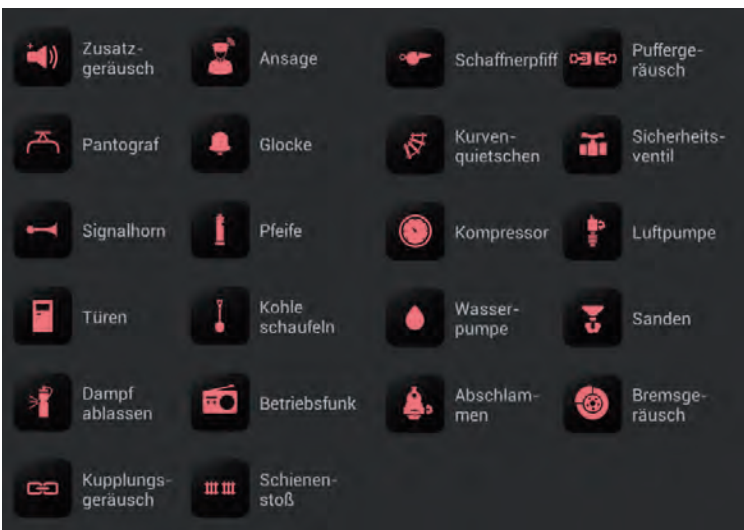 Zusatz-
geräusch
Ansage
Schaffnerpfiff
Pufferge-
räusch
Pantograf
Glocke
Kurven-
quietschen
Sicherheits-
ventil
Signalhorn
Pfeife
Kompressor
Luftpumpe
Türen
Kohle
schaufeln
Wasser-
pumpe
Sanden
Dampf
ablassen
Betriebsfunk
Abschlam-
men
Bremsge-
räusch
Kupplungs-
geräusch
Schienen-
stoß